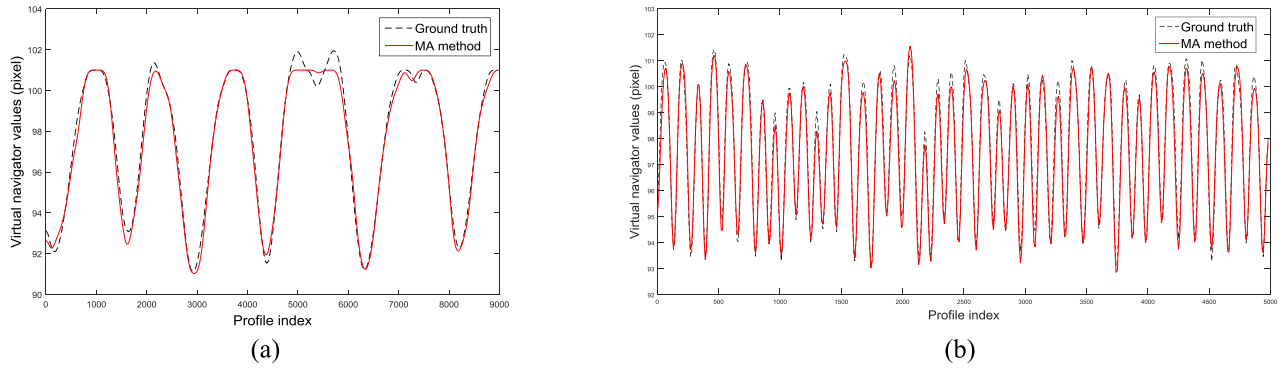 Ground truth
MA method
Virtual navigator values (pixel)
104
102
100
98
96
94
92
90
0 1000 2000 3000 4000 5000 6000 7000 8000 9000
Profile index
(a)
Ground truth
MA method
Virtual navigator values (pixel)
103
102
101
100
99
98
97
96
95
94
93
92
0 500 1000 1500 2000 2500 3000 3500 4000 4500 5000
Profile index
(b)